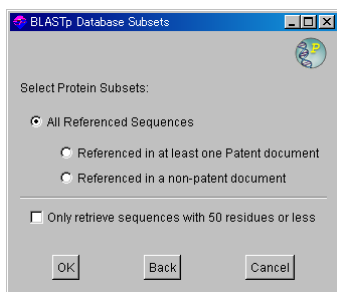 BLASTp Database Subsets
P
Select Protein Subsets:
All Referenced Sequences
Referenced in at least one Patent document
Referenced in a non-patent document
Only retrieve sequences with 50 residues or less
OK Back Cancel